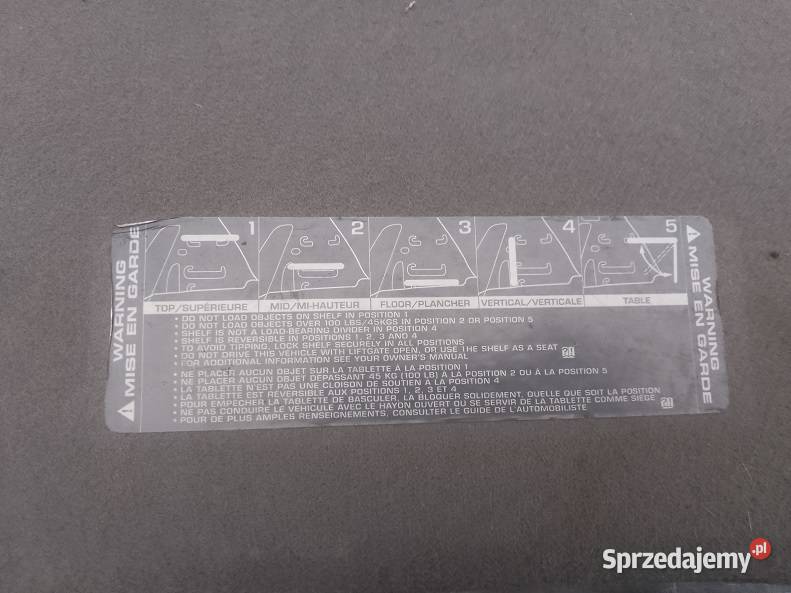 WARNING
MISE EN GARDE
1
2
3
4
5
TOP/SUPÉRIEURE
MID/MI-HAUTEUR
FLOOR/PLANCHER
VERTICAL/VERTICALE
TABLE
• DO NOT LOAD OBJECTS ON SHELF IN POSITION 1
• DO NOT LOAD OBJECTS OVER 100 LBS/45KGS IN POSITION 2 OR POSITION 5
• SHELF IS NOT A LOAD-BEARING DIVIDER IN POSITION 4
• SHELF IS REVERSIBLE IN POSITIONS 1, 2, 3 AND 4
• TO AVOID TIPPING, LOCK SHELF SECURELY IN ALL POSITIONS
• DO NOT DRIVE THIS VEHICLE WITH LIFTGATE OPEN, OR USE THE SHELF AS A SEAT
• FOR ADDITIONAL INFORMATION SEE YOUR OWNER'S MANUAL
• NE PLACER AUCUN OBJET SUR LA TABLETTE À LA POSITION 1
• NE PLACER AUCUN OBJET DÉPASSANT 45 KG (100 LB) À LA POSITION 2 OU À LA POSITION 5
• LA TABLETTE N'EST PAS UNE CLOISON DE SOUTIEN À LA POSITION 4
• LA TABLETTE EST REVERSIBLE AUX POSITIONS 1, 2, 3 ET 4
• POUR EMPÊCHER LA TABLETTE DE BASCULER, LA BLOQUER SOLIDEMENT, QUELLE QUE SOIT LA POSITION
• NE PAS CONDUIRE LE VÉHICULE AVEC LE HAYON OUVERT OU SE SERVIR DE LA TABLETTE COMME SIÈGE
• POUR DE PLUS AMPLES RENSEIGNEMENTS, CONSULTER LE GUIDE DE L'AUTOMOBILISTE
WARNING
MISE EN GARDE
Sprzedajemy.pl